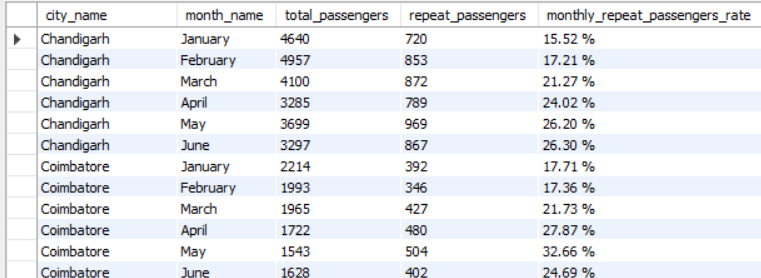 city_name month_name total_passengers repeat_passengers monthly_repeat_passengers_rate
Chandigarh January 4640 720 15.52 %
Chandigarh February 4957 853 17.21 %
Chandigarh March 4100 872 21.27 %
Chandigarh April 3285 789 24.02 %
Chandigarh May 3699 969 26.20 %
Chandigarh June 3297 867 26.30 %
Coimbatore January 2214 392 17.71 %
Coimbatore February 1993 346 17.36 %
Coimbatore March 1965 427 21.73 %
Coimbatore April 1722 480 27.87 %
Coimbatore May 1543 504 32.66 %
Coimbatore June 1628 402 24.69 %